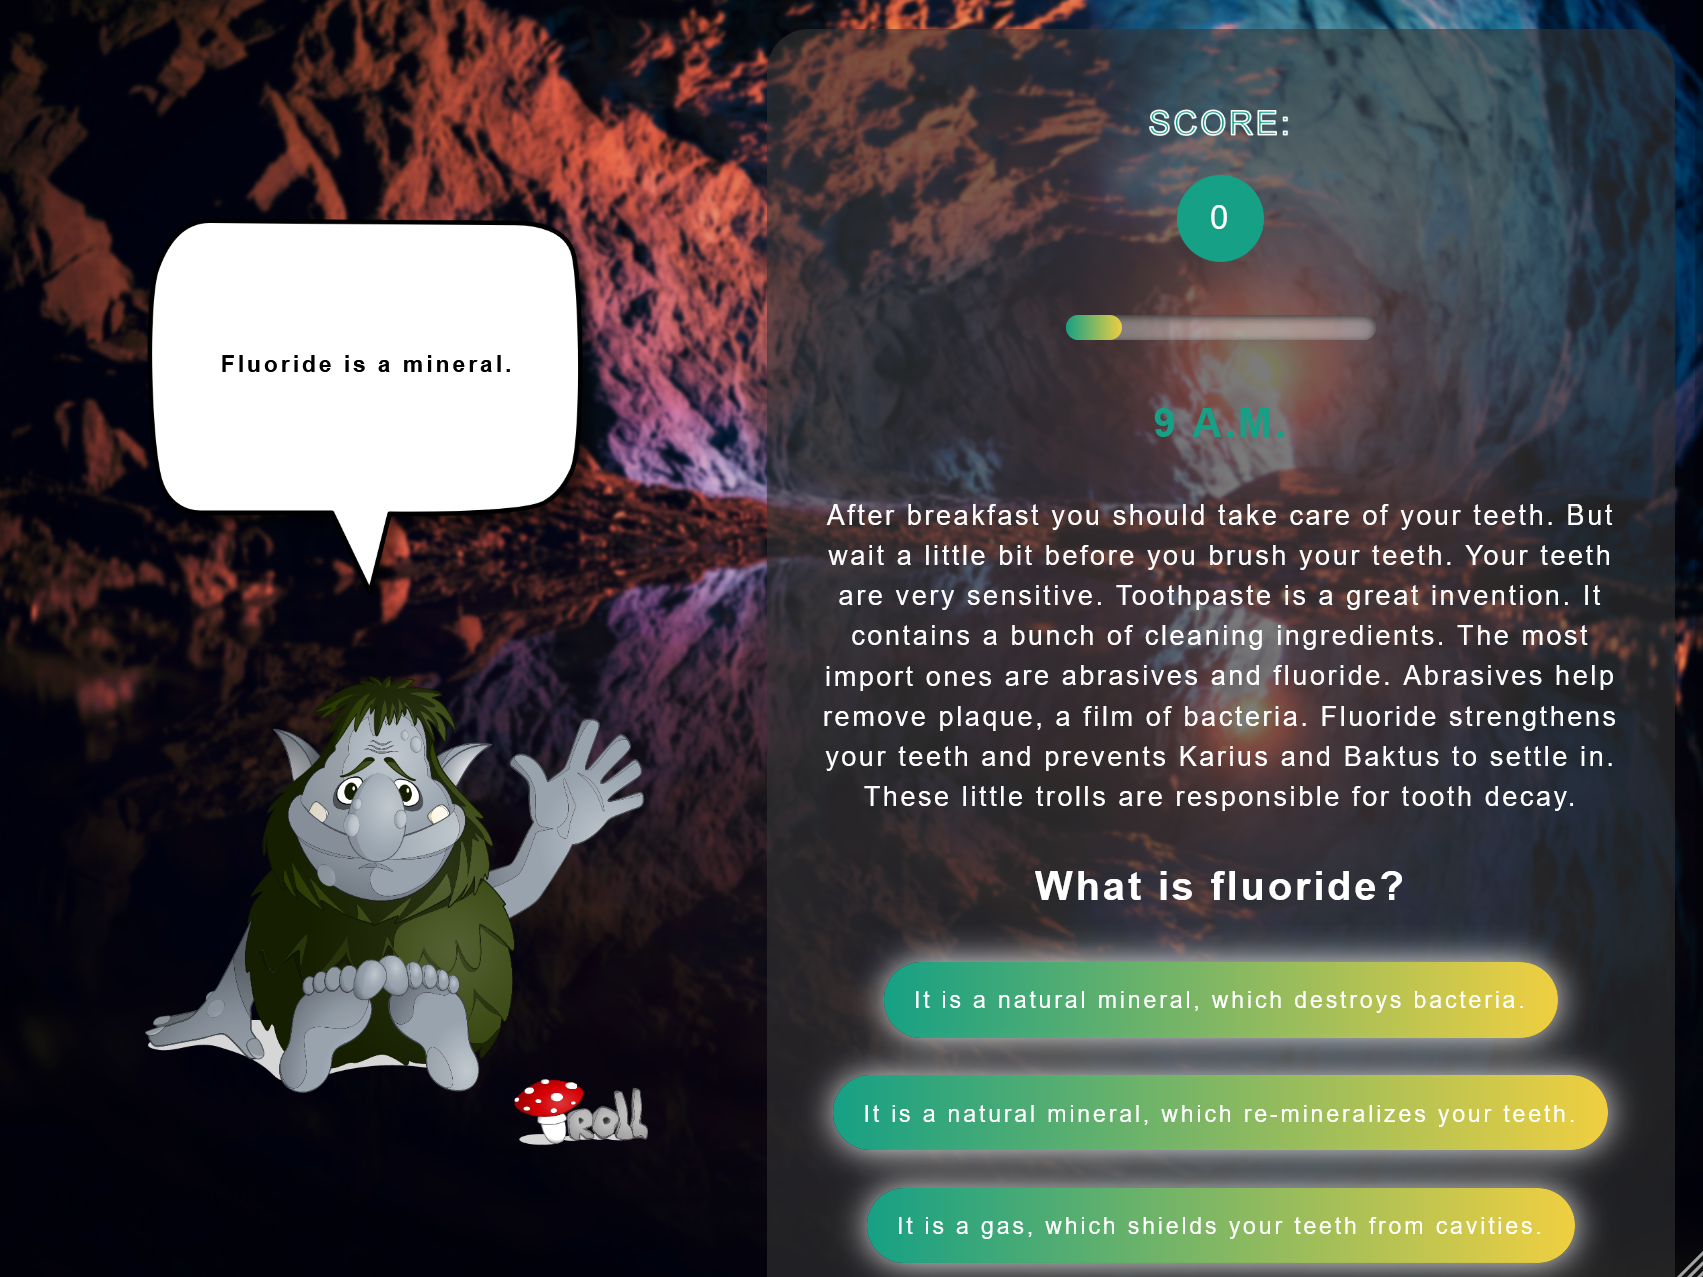 Fluoride is a mineral.
ROLL
SCORE:
0
9 A.M.
After breakfast you should take care of your teeth. But
wait a little bit before you brush your teeth. Your teeth
are very sensitive. Toothpaste is a great invention. It
contains a bunch of cleaning ingredients. The most
import ones are abrasives and fluoride. Abrasives help
remove plaque, a film of bacteria. Fluoride strengthens
your teeth and prevents Karius and Baktus to settle in.
These little trolls are responsible for tooth decay.
What is fluoride?
It is a natural mineral, which destroys bacteria.
It is a natural mineral, which re-mineralizes your teeth.
It is a gas, which shields your teeth from cavities.